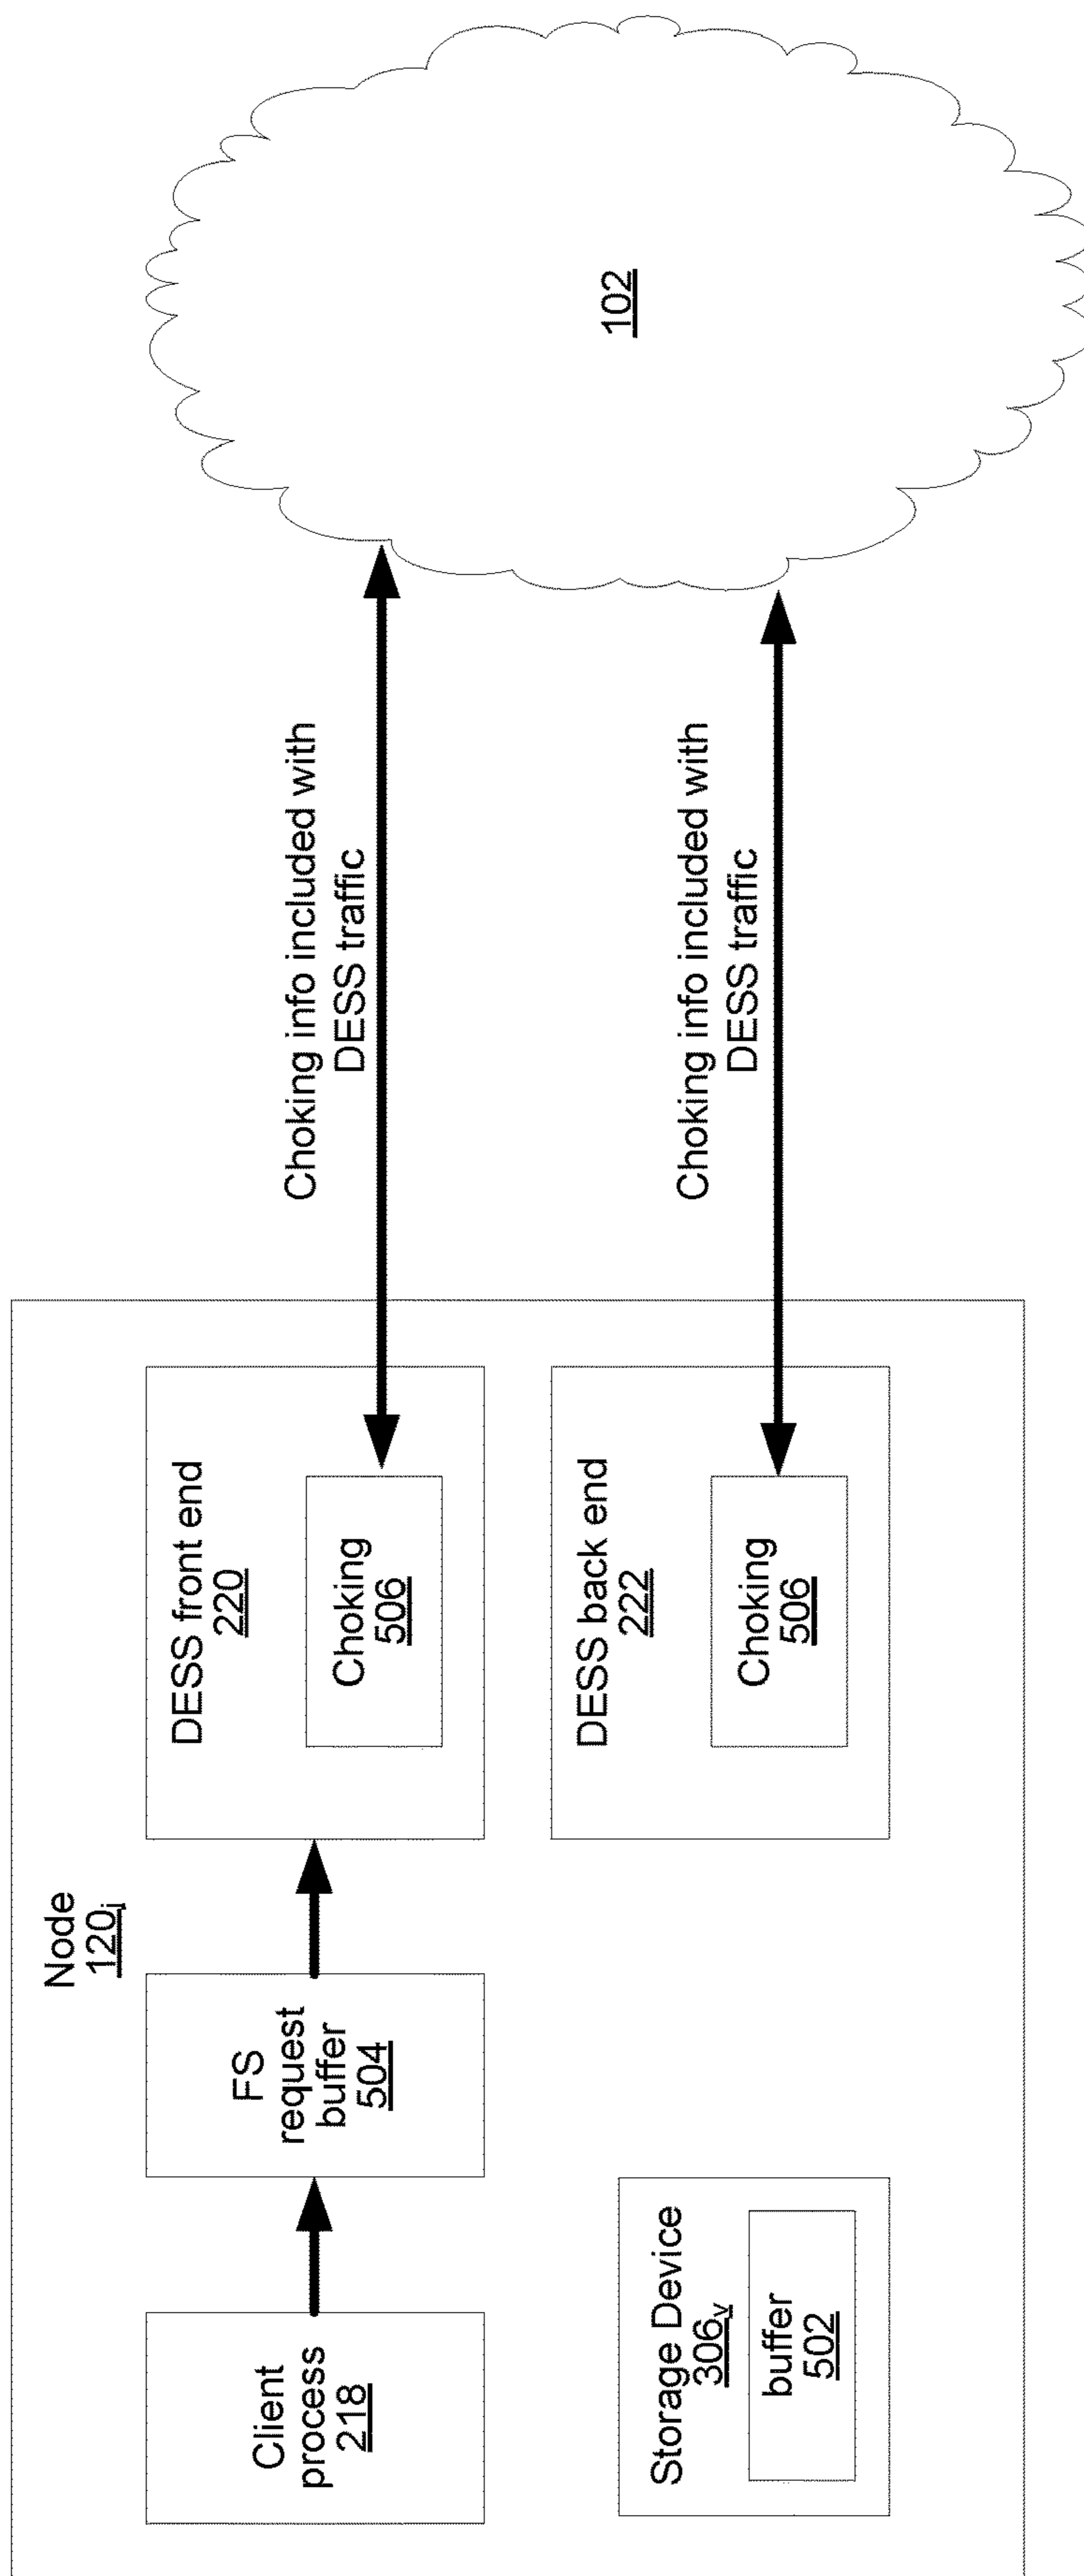 Node
120j
Client
process
218
FS
request
buffer
504
DESS front end
220
Choking
506
Choking info included with
DESS traffic
102
Storage Device
306v
buffer
502
DESS back end
222
Choking
506
Choking info included with
DESS traffic